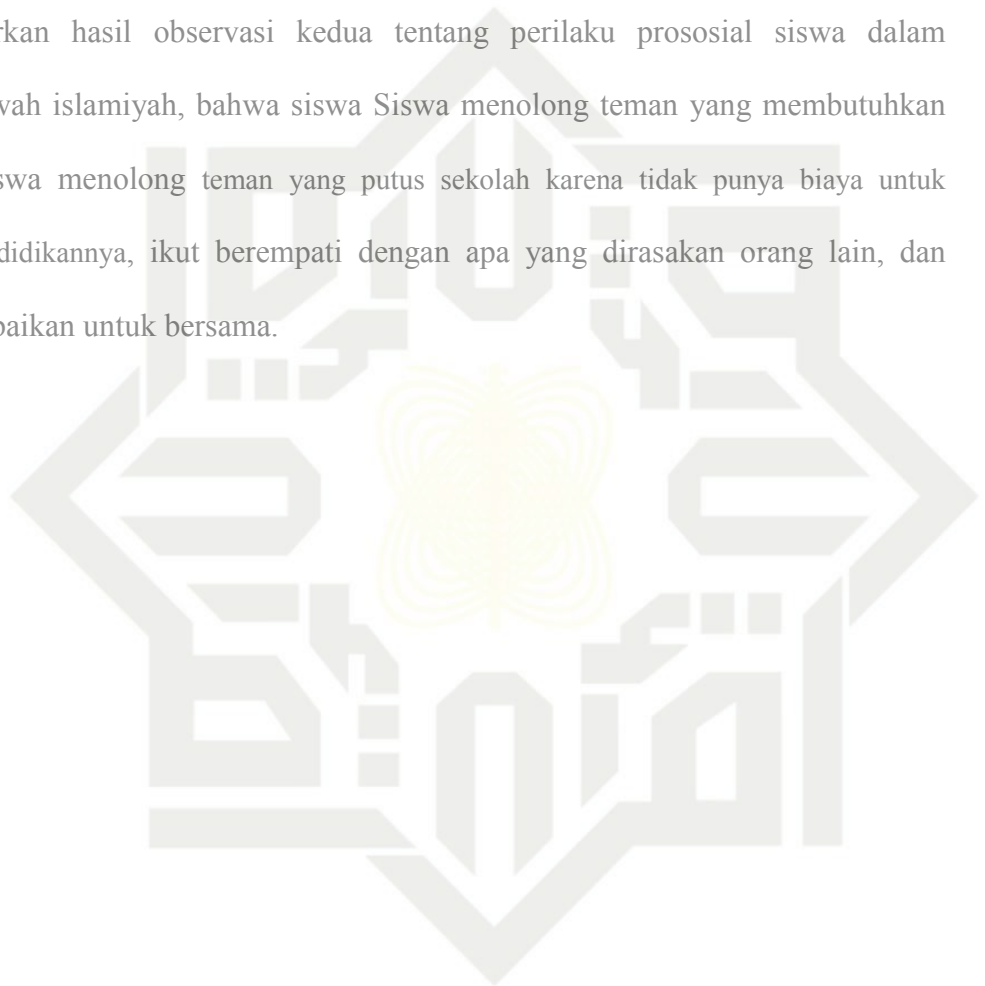 rkan hasil observasi kedua tentang perilaku prososial siswa dalam
wah islamiyah, bahwa siswa Siswa menolong teman yang membutuhkan
swa menolong teman yang putus sekolah karena tidak punya biaya untuk
didikannya, ikut berempati dengan apa yang dirasakan orang lain, dan
baikan untuk bersama.